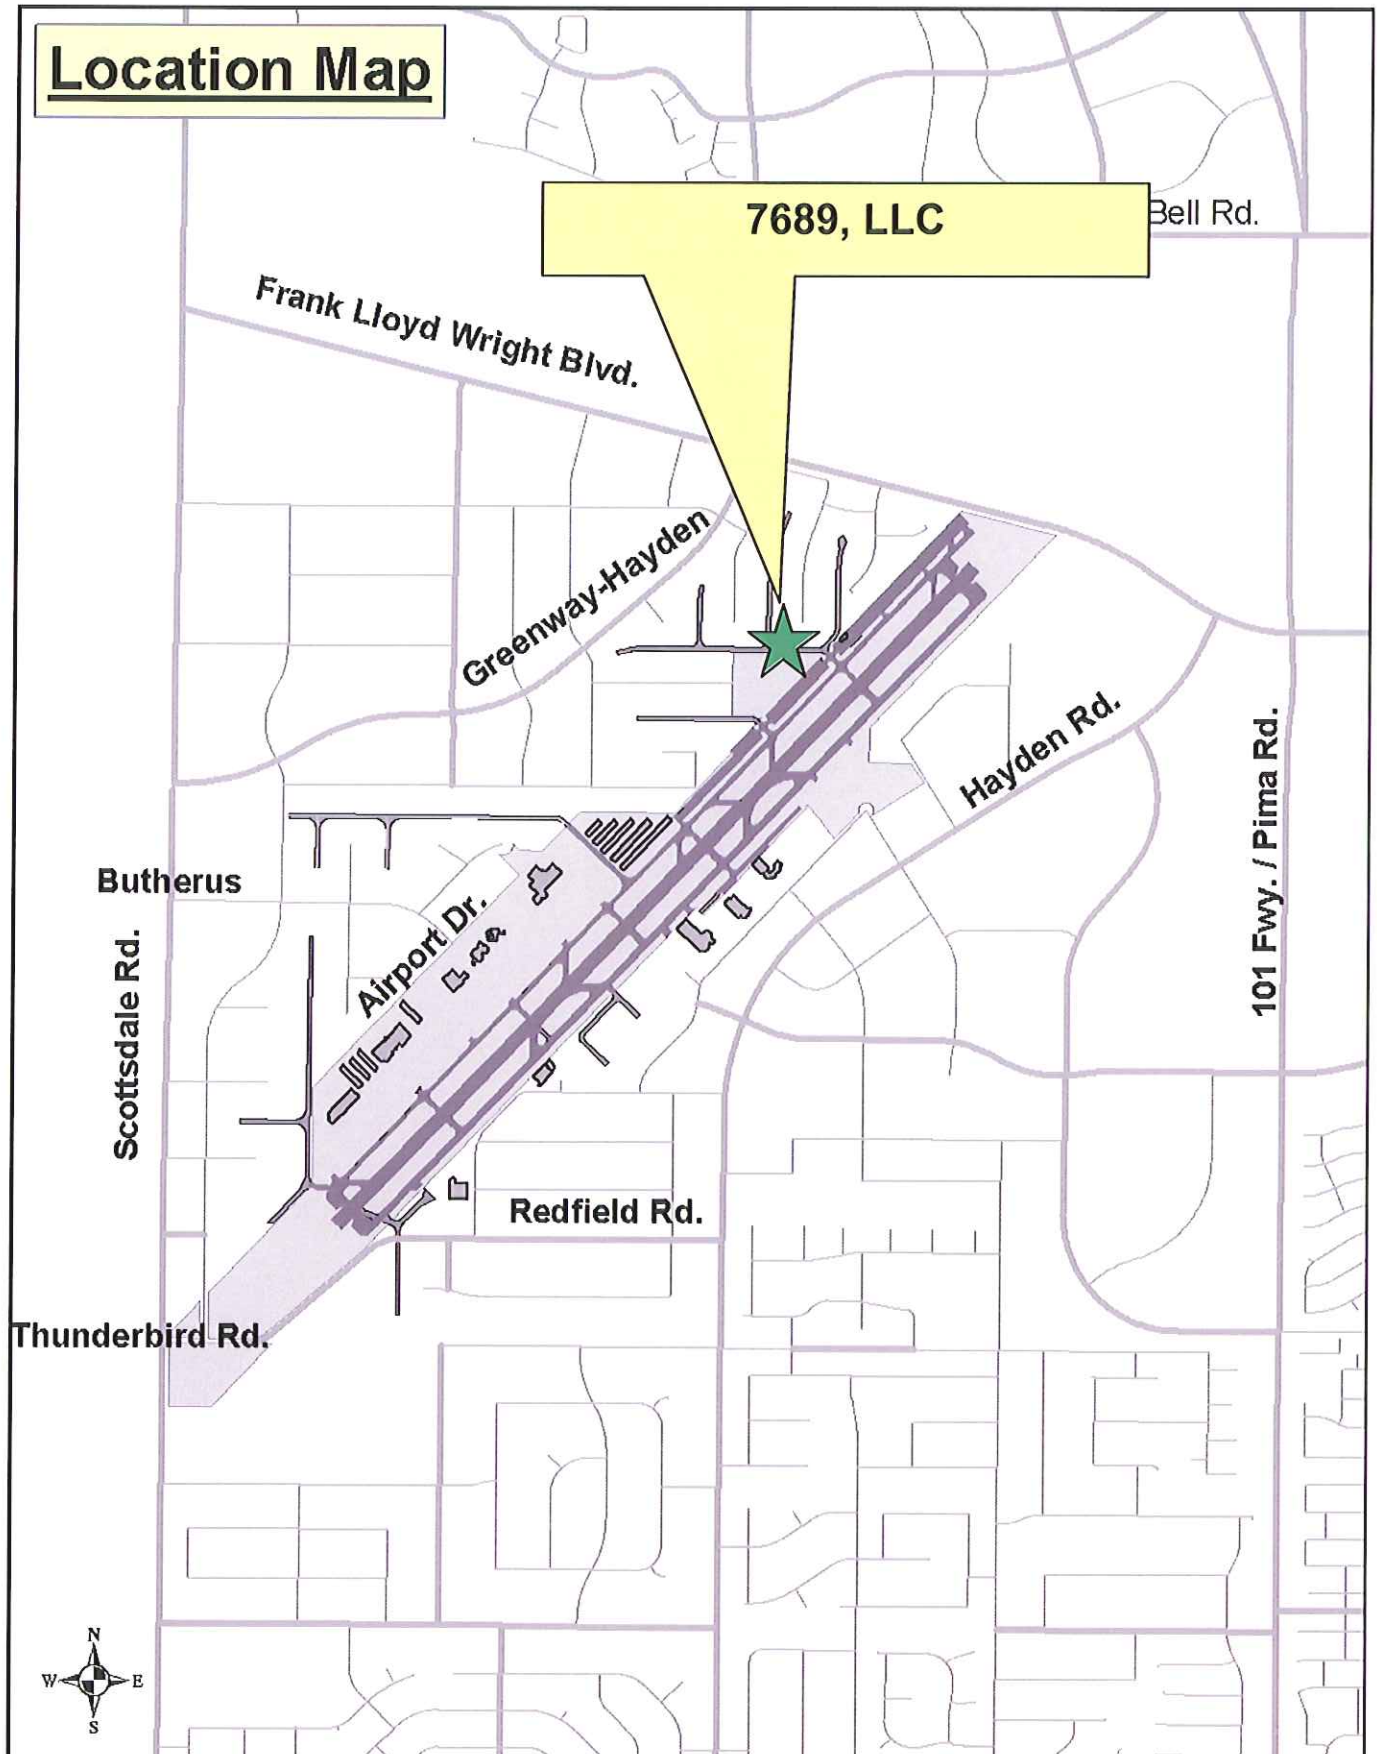 Location Map
7689, LLC
Bell Rd.
Frank Lloyd Wright Blvd.
Greenway-Hayden
Hayden Rd.
101 Fwy. / Pima Rd.
Butherus
Airport Dr.
Scottsdale Rd.
Redfield Rd.
Thunderbird Rd.
N
W E
S